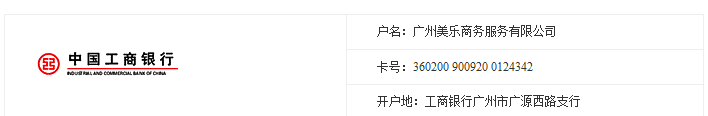 中国工商银行
INDUSTRIAL AND COMMERCIAL BANK OF CHINA
户名：广州美乐商务服务有限公司
卡号：360200 900920 0124342
开户地：工商银行广州市广源西路支行